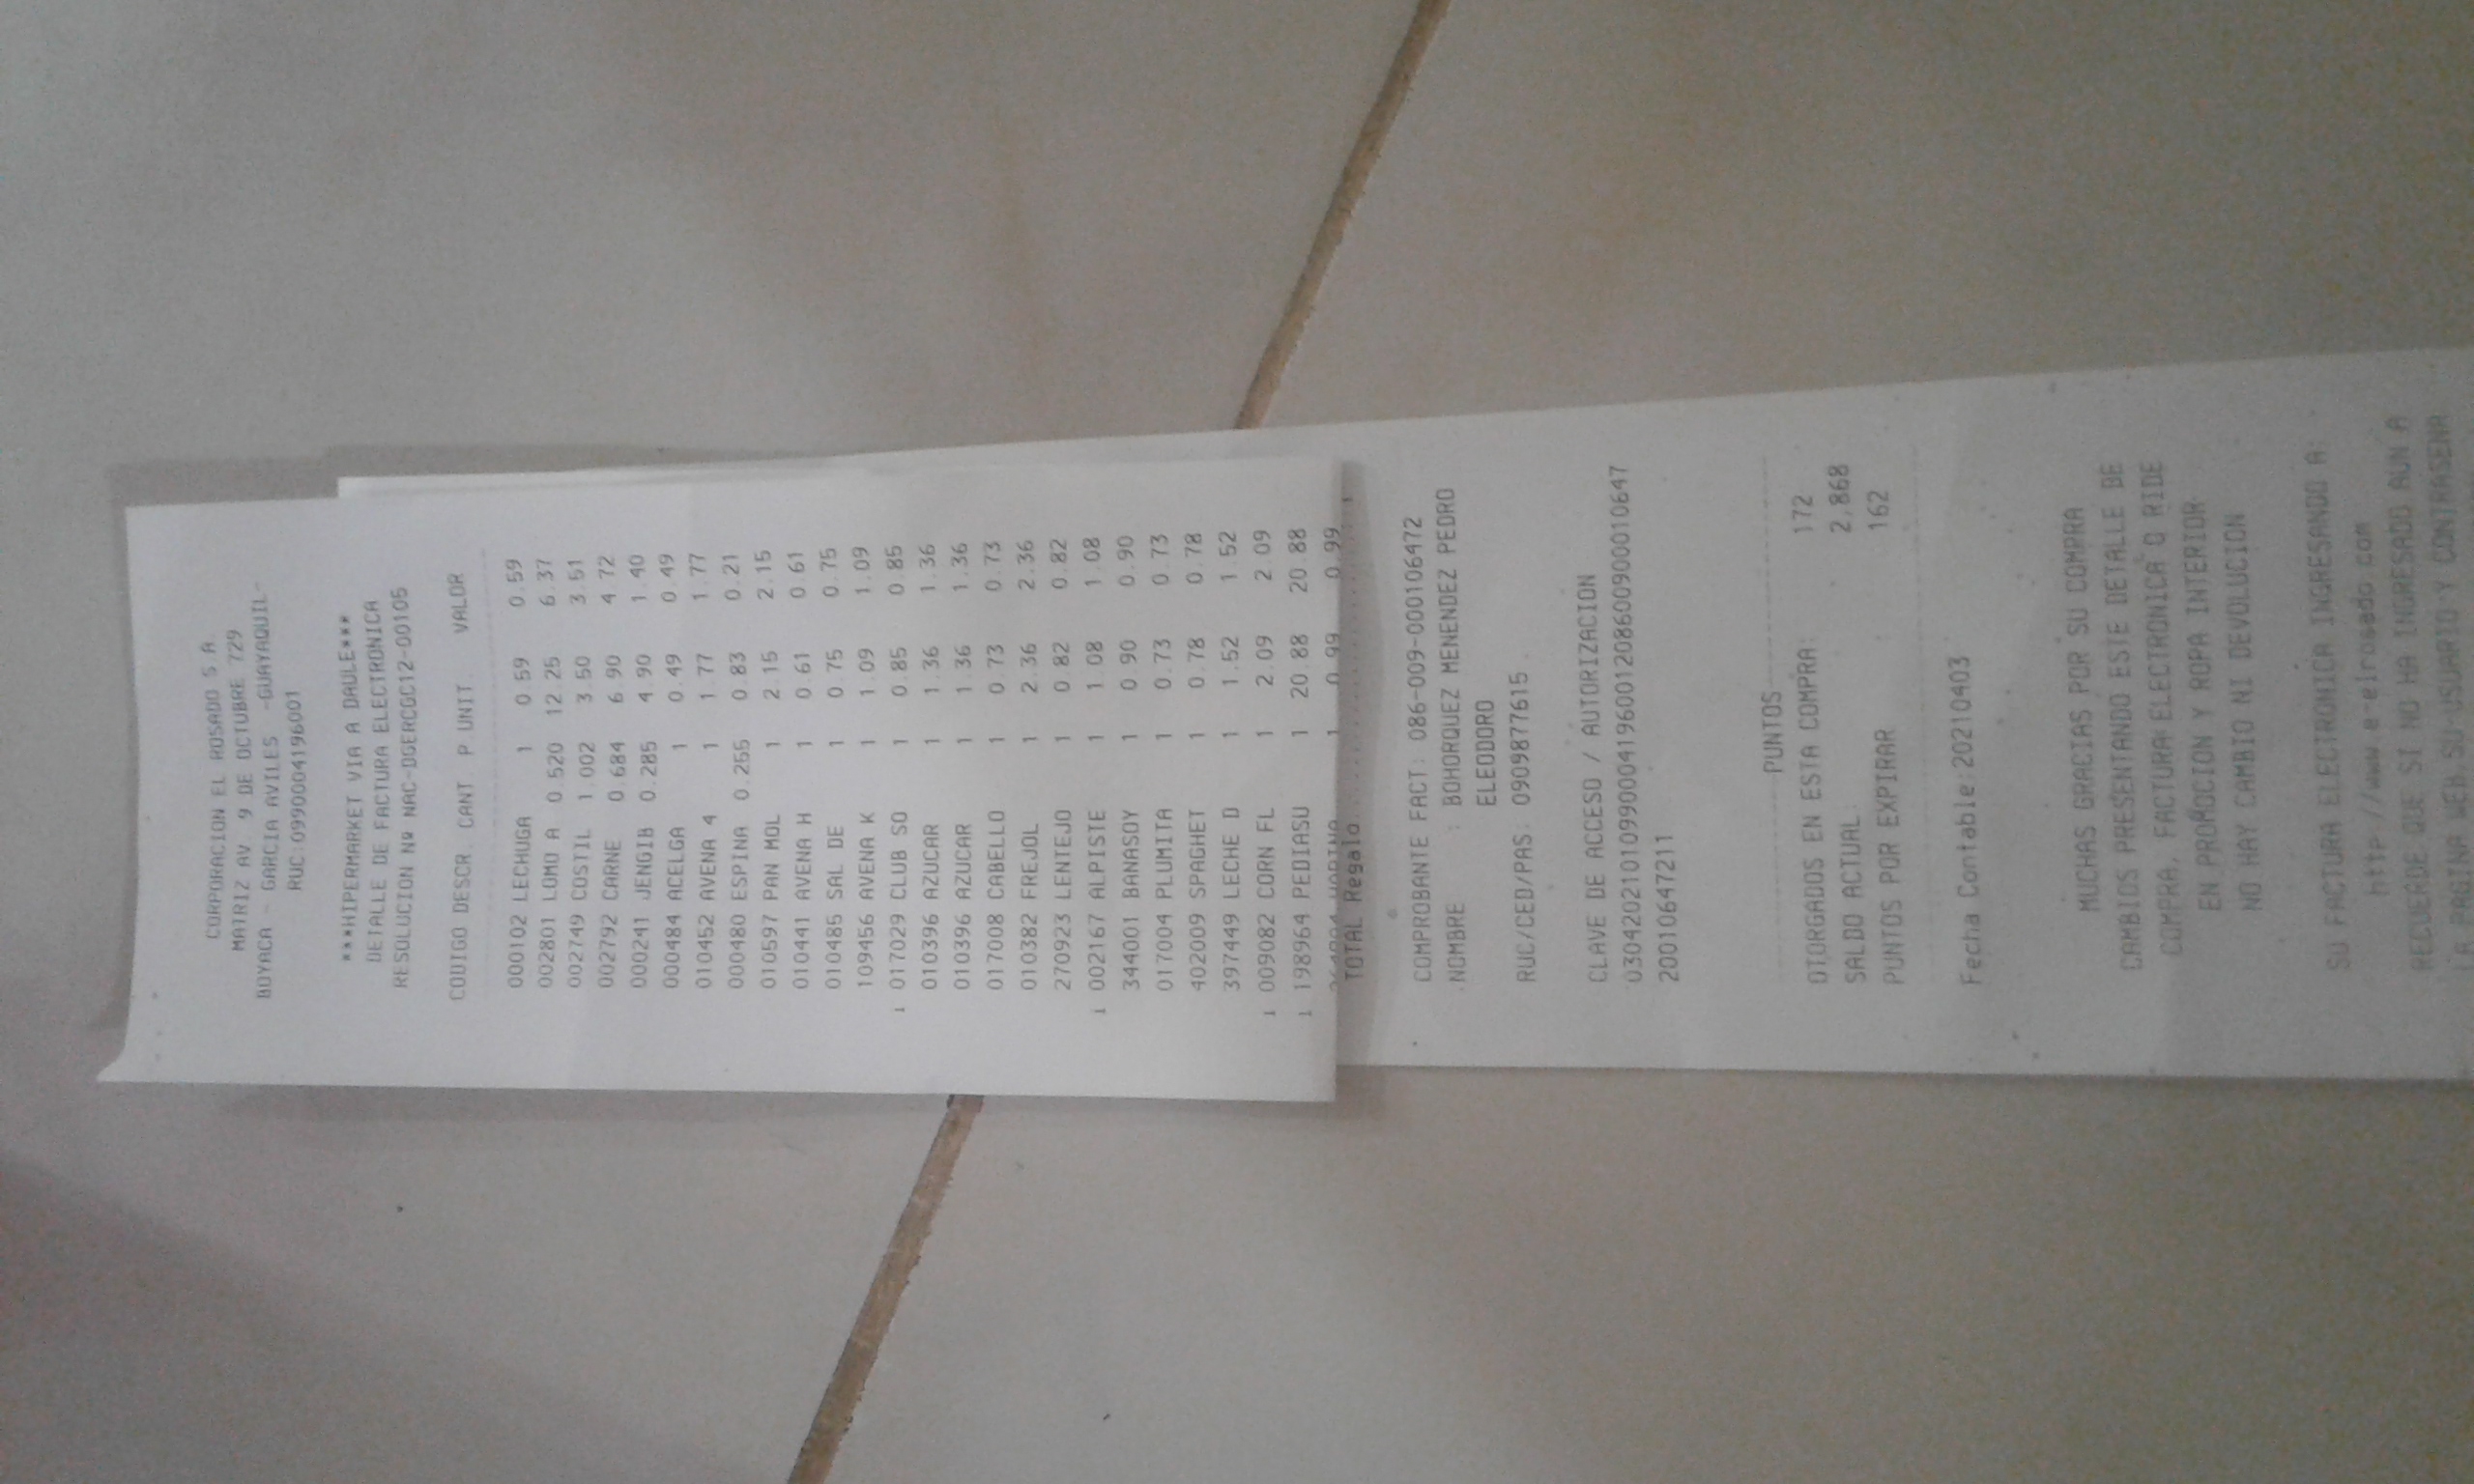 CORPORACION EL ROSADO S.A.
MATRIZ AV. 9 DE OCTUBRE 729
BOYACA - GARCIA AVILES -GUAYAQUIL-
RUC:0990004196001
***HIPERMARKET VIA A DAULE***
DETALLE DE FACTURA ELECTRONICA
RESOLUCION Nº NAC-DGERCGC12-00105
CODIGO DESCR. CANT. P.UNIT. VALOR
000102 LECHUGA 1 0.59 0.59
002801 LOMO A 0.520 12.25 6.37
002749 COSTIL 1.002 3.50 3.51
002792 CARNE 0.684 6.90 4.72
000241 JENGIB 0.285 4.90 1.40
000484 ACELGA 1 0.49 0.49
010452 AVENA 4 1 1.77 1.77
000480 ESPINA 0.255 0.83 0.21
010597 PAN MOL 1 2.15 2.15
010441 AVENA H 1 0.61 0.61
010485 SAL DE 1 0.75 0.75
109456 AVENA K 1 1.09 1.09
i 017029 CLUB SO 1 0.85 0.85
010396 AZUCAR 1 1.36 1.36
010396 AZUCAR 1 1.36 1.36
017008 CABELLO 1 0.73 0.73
010382 FREJOL 1 2.36 2.36
270923 LENTEJO 1 0.82 0.82
i 002167 ALPISTE 1 1.08 1.08
344001 BANASOY 1 0.90 0.90
017004 PLUMITA 1 0.73 0.73
402009 SPAGHET 1 0.78 0.78
397449 LECHE D 1 1.52 1.52
i 009082 CORN FL 1 2.09 2.09
i 198964 PEDIASU 1 20.88 20.88
HARINA 1 0.99 0.99
TOTAL Regalo
COMPROBANTE FACT: 086-009-000106472
NOMBRE : BOHORQUEZ MENENDEZ PEDRO
ELEODORO
RUC/CED/PAS: 0909877615
CLAVE DE ACCESO / AUTORIZACION
03042021010990004196001208600900010647
20010647211
PUNTOS
OTORGADOS EN ESTA COMPRA: 172
SALDO ACTUAL : 2,868
PUNTOS POR EXPIRAR : 162
Fecha Contable:20210403
MUCHAS GRACIAS POR SU COMPRA
CAMBIOS PRESENTANDO ESTE DETALLE DE
COMPRA, FACTURA ELECTRONICA O RIDE
EN PROMOCION Y ROPA INTERIOR
NO HAY CAMBIO NI DEVOLUCION
SU FACTURA ELECTRONICA INGRESANDO A:
http://www.e-elrosado.com
RECUERDE QUE SI NO HA INGRESADO AUN A
LA PAGINA WEB,SU USUARIO Y CONTRASENA